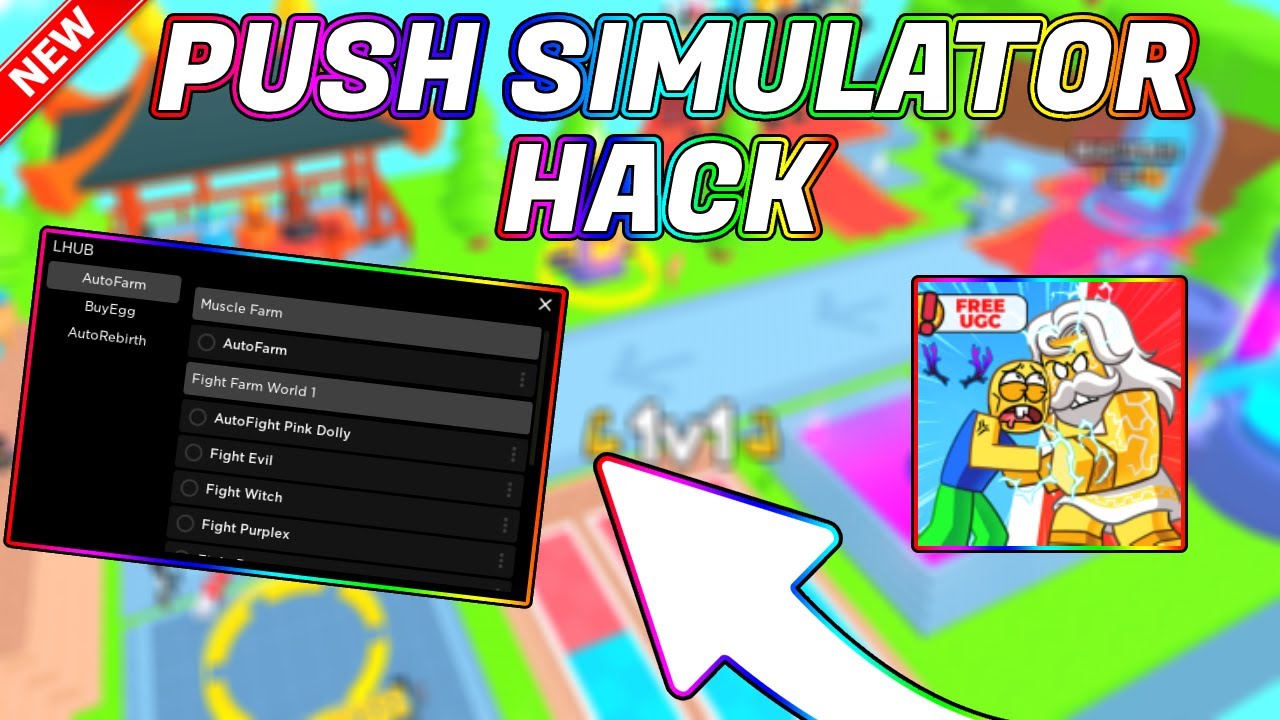 NEW
PUSH SIMULATOR
HACK
LHUB
AutoFarm
BuyEgg
AutoRebirth
Muscle Farm
AutoFarm
Fight Farm World 1
AutoFight Pink Dolly
Fight Evil
Fight Witch
Fight Purplex
FREE
UGC
1v1